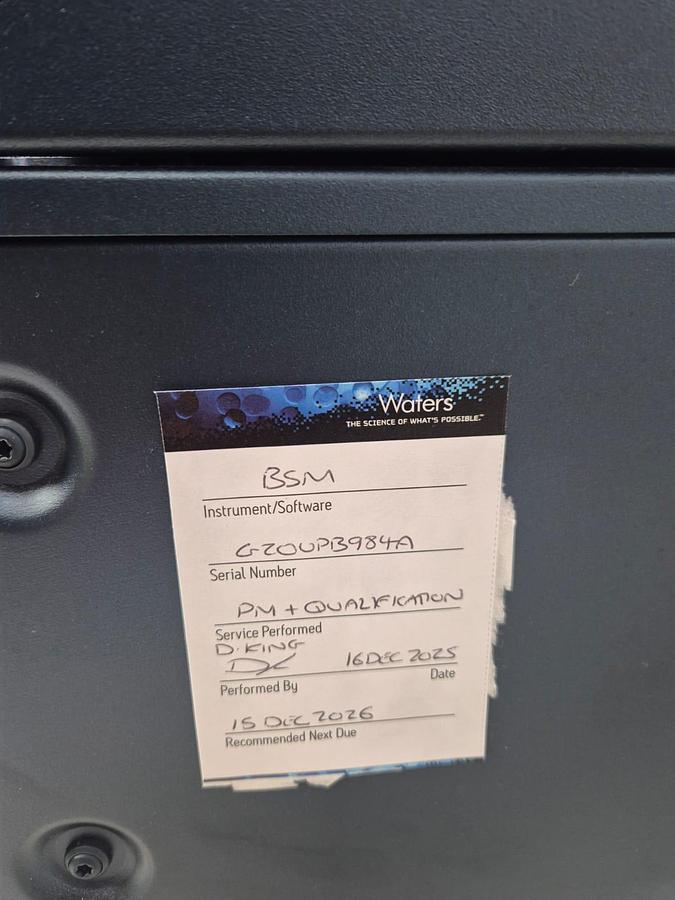 Waters
THE SCIENCE OF WHAT'S POSSIBLE.™
BSM
Instrument/Software
G20UPB984A
Serial Number
PM + QUALIFICATION
Service Performed
D. KING
16 DEC 2025
Performed By Date
15 DEC 2026
Recommended Next Due